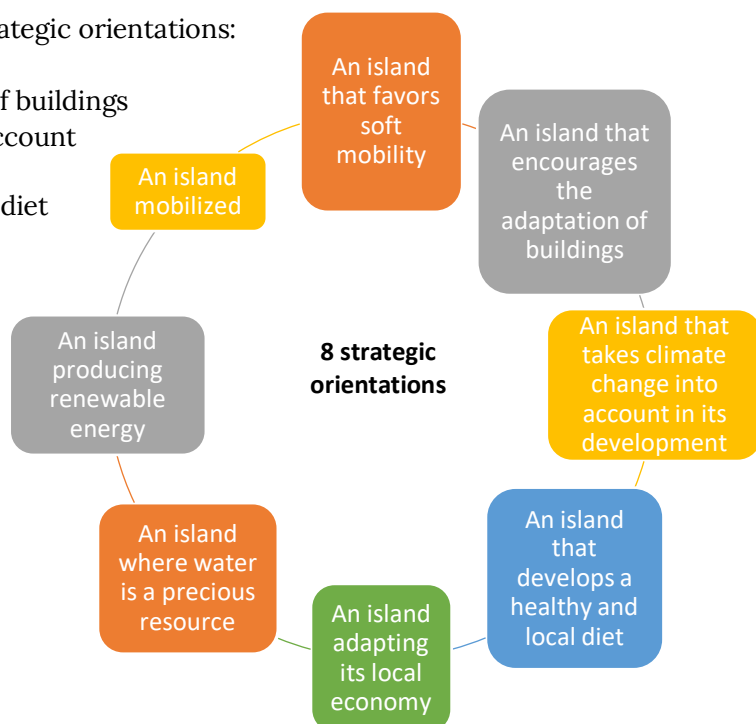 ategic orientations:
f buildings
ccount
diet
An island
that favors
soft
mobility
An island that
encourages
the
adaptation of
buildings
An island that
takes climate
change into
account in its
development
An island
that
develops a
healthy and
local diet
An island
adapting
its local
economy
An island
where water
is a precious
resource
An island
producing
renewable
energy
An island
mobilized
8 strategic
orientations